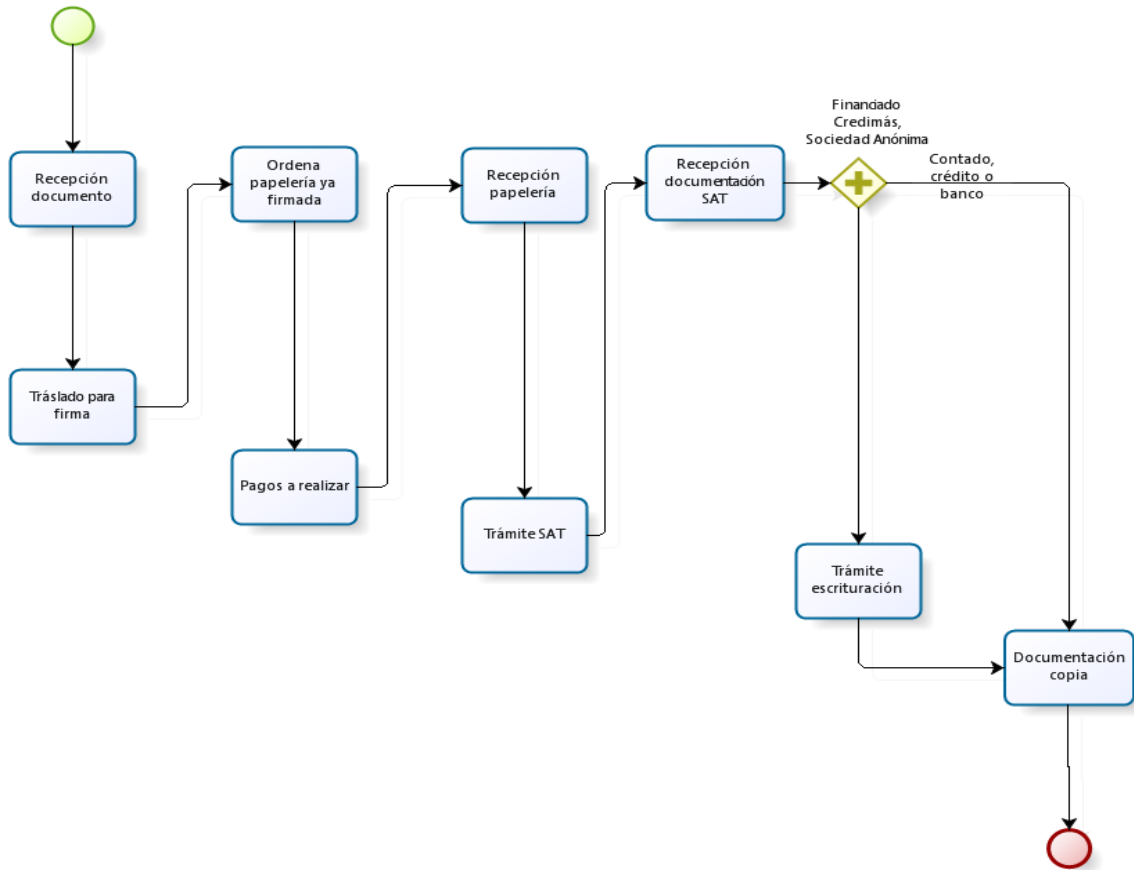 Recepción
documento
Tráslado para
firma
Ordena
papelería ya
firmada
Pagos a realizar
Recepción
papelería
Trámite SAT
Recepción
documentación
SAT
Financiado
Credimás,
Sociedad Anónima
Contado,
crédito o
banco
Trámite
escrituración
Documentación
copia